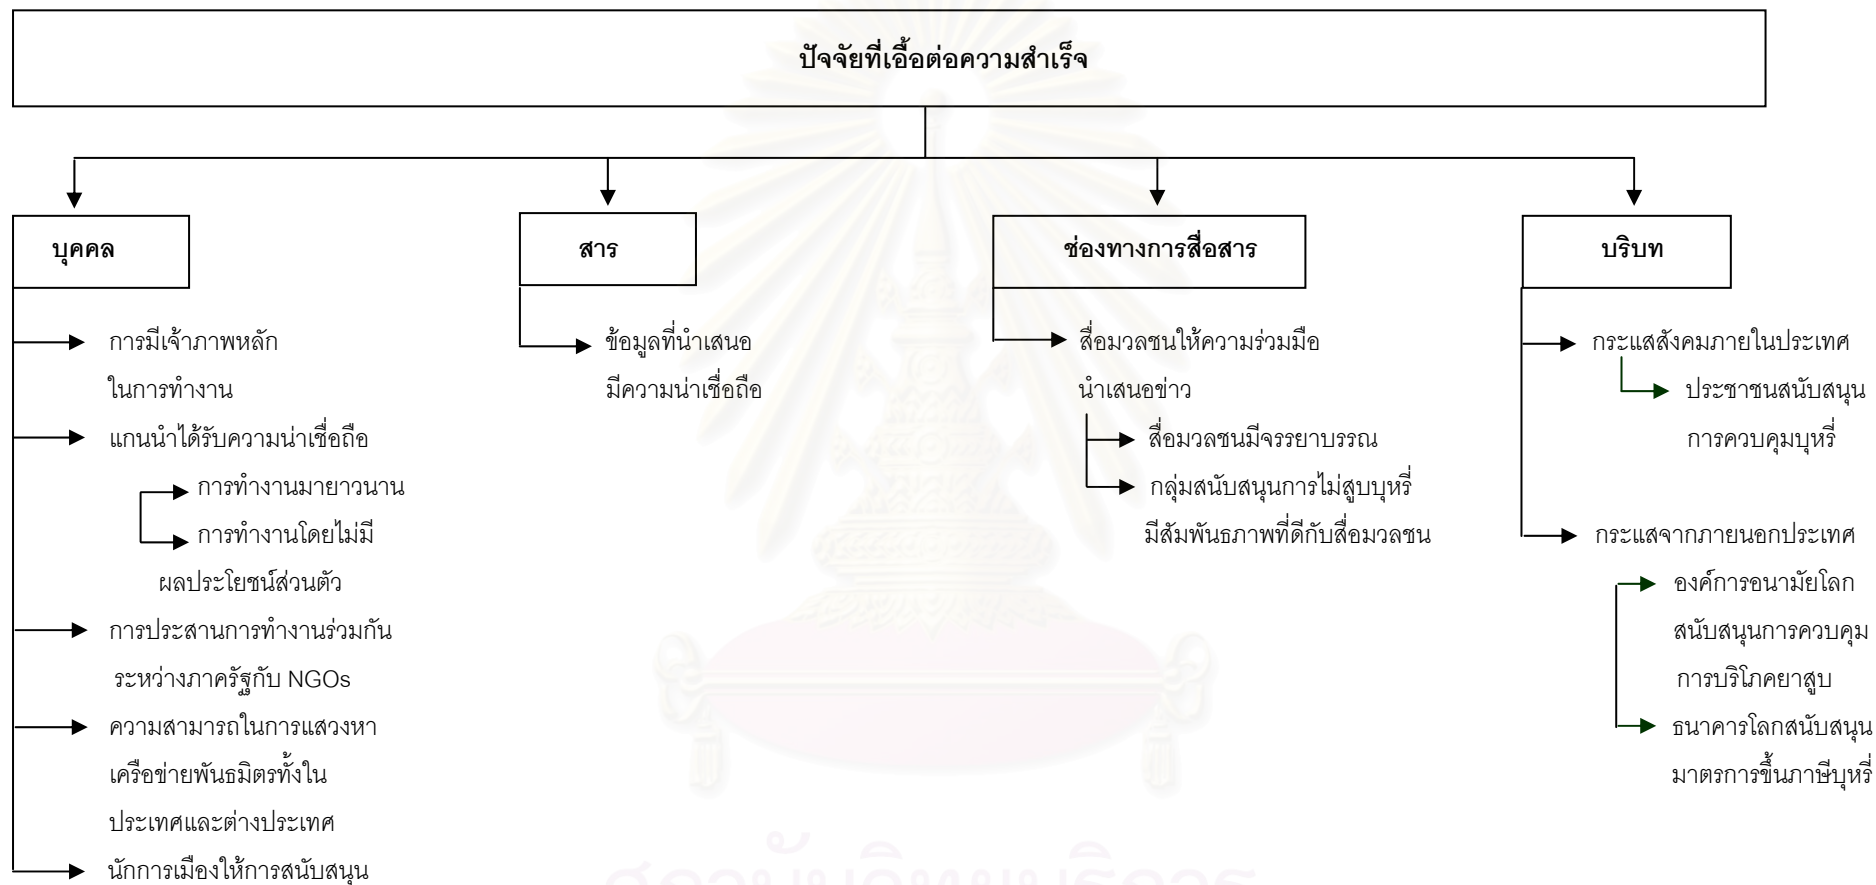 ปัจจัยที่เอื้อต่อความสำเร็จ
บุคคล
การมีเจ้าภาพหลัก
ในการทำงาน
แกนนำได้รับความน่าเชื่อถือ
การทำงานมายาวนาน
การทำงานโดยไม่มี
ผลประโยชน์ส่วนตัว
การประสานการทำงานร่วมกัน
ระหว่างภาครัฐกับ NGOs
ความสามารถในการแสวงหา
เครือข่ายพันธมิตรทั้งใน
ประเทศและต่างประเทศ
นักการเมืองให้การสนับสนุน
สาร
ข้อมูลที่นำเสนอ
มีความน่าเชื่อถือ
ช่องทางการสื่อสาร
สื่อมวลชนให้ความร่วมมือ
นำเสนอข่าว
สื่อมวลชนมีจรรยาบรรณ
กลุ่มสนับสนุนการไม่สูบบุหรี่
มีสัมพันธภาพที่ดีกับสื่อมวลชน
บริบท
กระแสสังคมภายในประเทศ
ประชาชนสนับสนุน
การควบคุมบุหรี่
กระแสจากภายนอกประเทศ
องค์การอนามัยโลก
สนับสนุนการควบคุม
การบริโภคยาสูบ
ธนาคารโลกสนับสนุน
มาตรการขึ้นภาษีบุหรี่
สถาบันวิทยบริการ